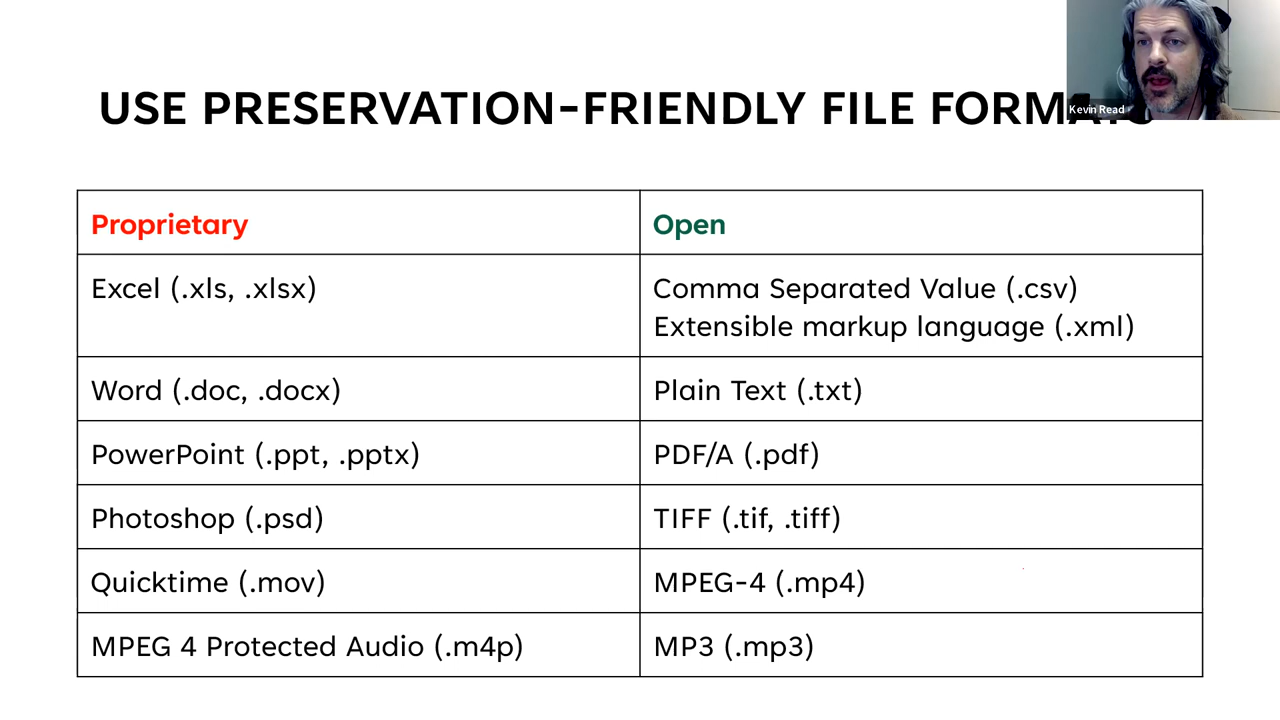 USE PRESERVATION-FRIENDLY FILE FORMATS
Kevin Read
Proprietary
Open
Excel (.xls, .xlsx)
Comma Separated Value (.csv)
Extensible markup language (.xml)
Word (.doc, .docx)
Plain Text (.txt)
PowerPoint (.ppt, .pptx)
PDF/A (.pdf)
Photoshop (.psd)
TIFF (.tif, .tiff)
Quicktime (.mov)
MPEG-4 (.mp4)
MPEG 4 Protected Audio (.m4p)
MP3 (.mp3)